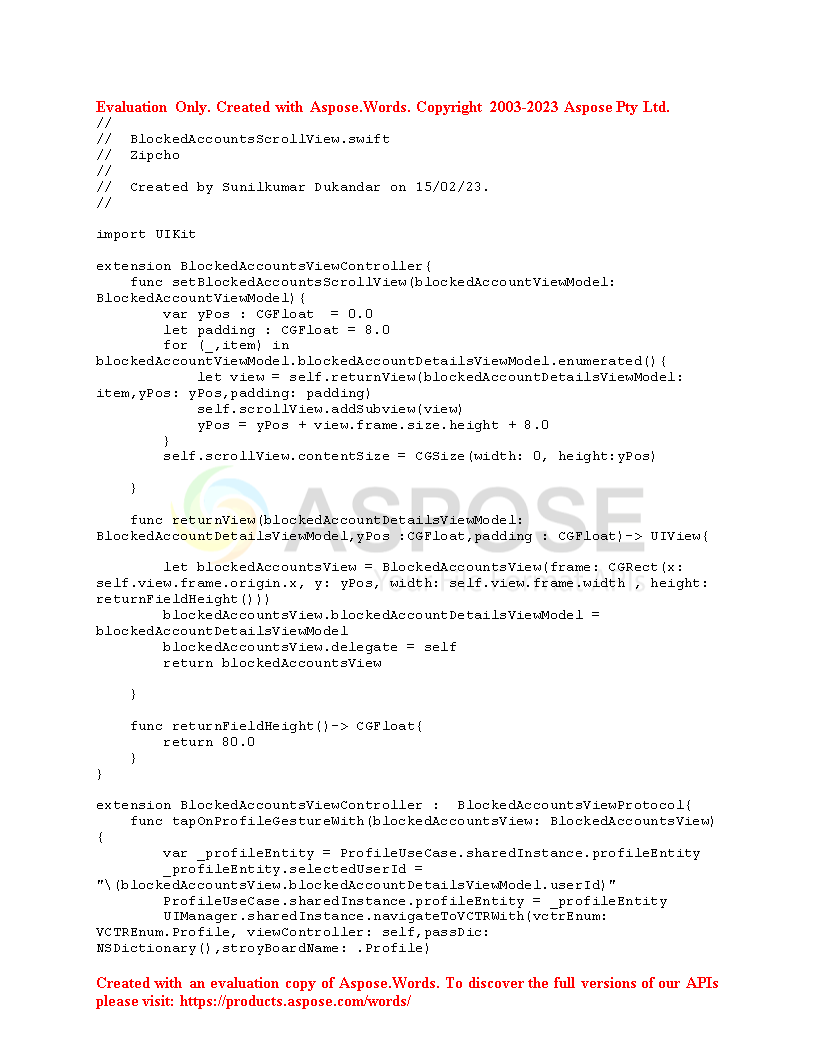 Evaluation Only. Created with Aspose.Words. Copyright 2003-2023 Aspose Pty Ltd.
//
//  BlockedAccountsScrollView.swift
//  Zipcho
//
//  Created by Sunilkumar Dukandar on 15/02/23.
//
import UIKit
extension BlockedAccountsViewController{
    func setBlockedAccountsScrollView(blockedAccountViewModel:
BlockedAccountViewModel){
        var yPos : CGFloat  = 0.0
        let padding : CGFloat = 8.0
        for (_,item) in
blockedAccountViewModel.blockedAccountDetailsViewModel.enumerated(){
            let view = self.returnView(blockedAccountDetailsViewModel:
item,yPos: yPos,padding: padding)
            self.scrollView.addSubview(view)
            yPos = yPos + view.frame.size.height + 8.0
        }
        self.scrollView.contentSize = CGSize(width: 0, height:yPos)
    }
ASPOSE
    func returnView(blockedAccountDetailsViewModel:
BlockedAccountDetailsViewModel,yPos :CGFloat,padding : CGFloat)-> UIView{
        let blockedAccountsView = BlockedAccountsView(frame: CGRect(x:
self.view.frame.origin.x, y: yPos, width: self.view.frame.width , height:
returnFieldHeight()))
        blockedAccountsView.blockedAccountDetailsViewModel =
blockedAccountDetailsViewModel
        blockedAccountsView.delegate = self
        return blockedAccountsView
    }
    func returnFieldHeight()-> CGFloat{
        return 80.0
    }
}
extension BlockedAccountsViewController :  BlockedAccountsViewProtocol{
    func tapOnProfileGestureWith(blockedAccountsView: BlockedAccountsView)
{
        var _profileEntity = ProfileUseCase.sharedInstance.profileEntity
        _profileEntity.selectedUserId =
"\(blockedAccountsView.blockedAccountDetailsViewModel.userId)"
        ProfileUseCase.sharedInstance.profileEntity = _profileEntity
        UIManager.sharedInstance.navigateToVCTRWith(vctrEnum:
VCTREnum.Profile, viewController: self,passDic:
NSDictionary(),stroyBoardName: .Profile)
Created with an evaluation copy of Aspose.Words. To discover the full versions of our APIs
please visit: https://products.aspose.com/words/